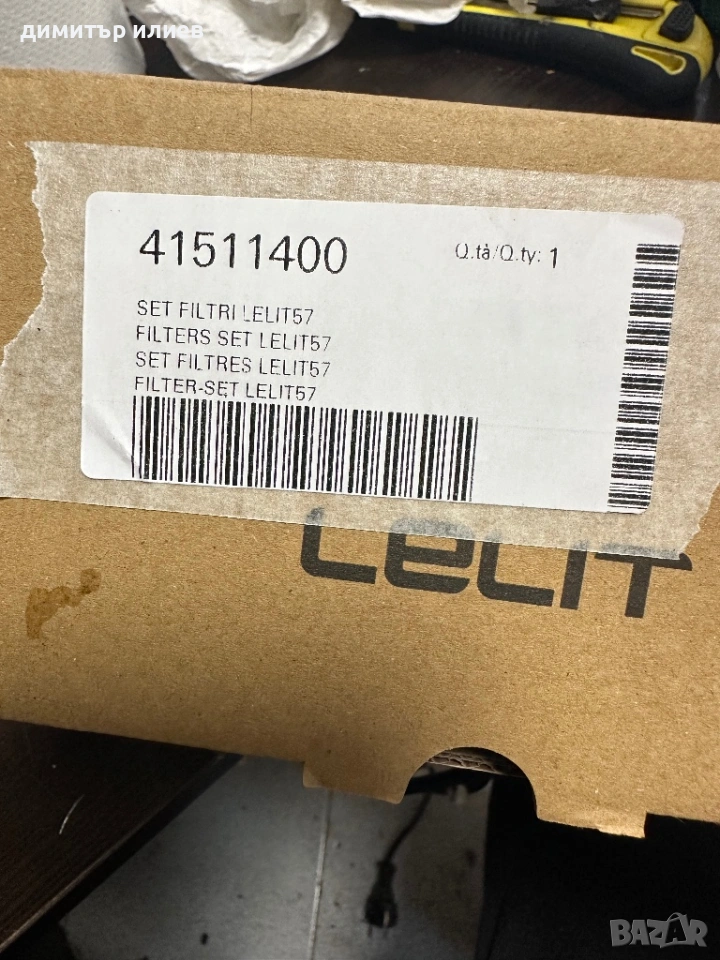 димитър илиев
41511400
Q.tà/Q.ty: 1
SET FILTRI LELIT57
FILTERS SET LELIT57
SET FILTRES LELIT57
FILTER-SET LELIT57
LELIT
BAZAR